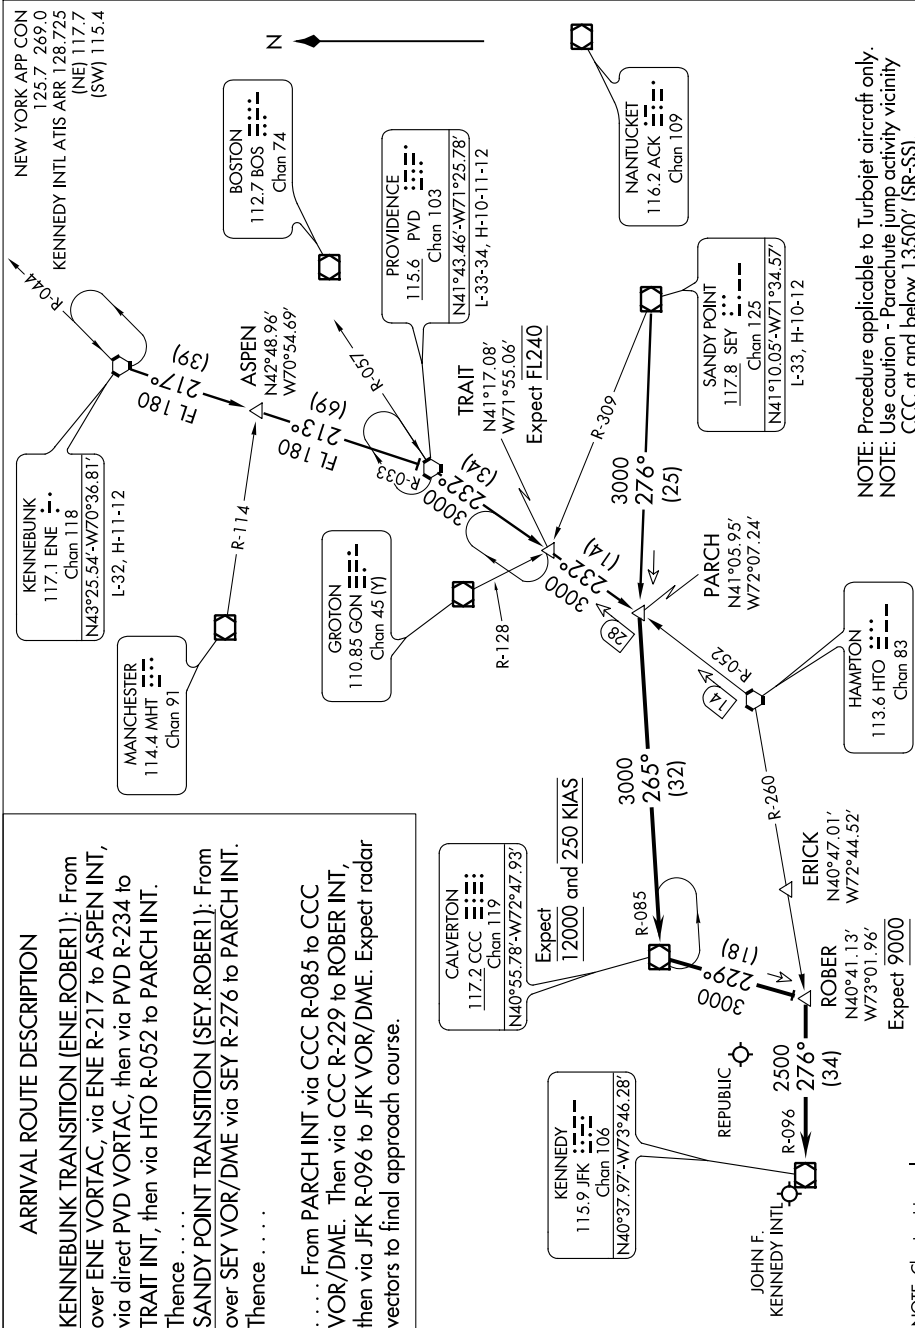 ARRIVAL ROUTE DESCRIPTION
KENNEBUNK TRANSITION (ENE.ROBER1): From
over ENE VORTAC, via ENE R-217 to ASPEN INT,
via direct PVD VORTAC, then via PVD R-234 to
TRAIT INT, then via HTO R-052 to PARCH INT.
Thence . . . .
SANDY POINT TRANSITION (SEY.ROBER1): From
over SEY VOR/DME via SEY R-276 to PARCH INT.
Thence . . . .
. . . . From PARCH INT via CCC R-085 to CCC
VOR/DME. Then via CCC R-229 to ROBER INT,
then via JFK R-096 to JFK VOR/DME. Expect radar
vectors to final approach course.
NEW YORK APP CON
125.7 269.0
KENNEDY INTL ATIS ARR 128.725
(NE) 117.7
(SW) 115.4
N
KENNEBUNK
117.1 ENE
Chan 118
N43°25.54'-W70°36.81'
L-32, H-11-12
R-044
FL 180
217°
(39)
MANCHESTER
114.4 MHT
Chan 91
R-114
ASPEN
N42°48.96'
W70°54.69'
FL 180
213°
(69)
BOSTON
112.7 BOS
Chan 74
R-057
R-033
PROVIDENCE
115.6 PVD
Chan 103
N41°43.46'-W71°25.78'
L-33-34, H-10-11-12
3000
232°
(34)
GROTON
110.85 GON
Chan 45 (Y)
R-128
TRAIT
N41°17.08'
W71°55.06'
Expect FL240
NANTUCKET
116.2 ACK
Chan 109
R-309
3000
232°
(14)
28
SANDY POINT
117.8 SEY
Chan 125
N41°10.05'-W71°34.57'
L-33, H-10-12
3000
276°
(25)
PARCH
N41°05.95'
W72°07.24'
R-052
14
HAMPTON
113.6 HTO
Chan 83
R-260
3000
265°
(32)
R-085
CALVERTON
117.2 CCC
Chan 119
N40°55.78'-W72°47.93'
Expect
12000 and 250 KIAS
3000
229°
(18)
ERICK
N40°47.01'
W72°44.52'
ROBER
N40°41.13'
W73°01.96'
Expect 9000
2500
276°
(34)
R-096
REPUBLIC
KENNEDY
115.9 JFK
Chan 106
N40°37.97'-W73°46.28'
JOHN F.
KENNEDY INTL
NOTE: Procedure applicable to Turbojet aircraft only.
NOTE: Use caution - Parachute jump activity vicinity
CCC at and below 13500' (SR-SS)
NOTE: Chart not to scale